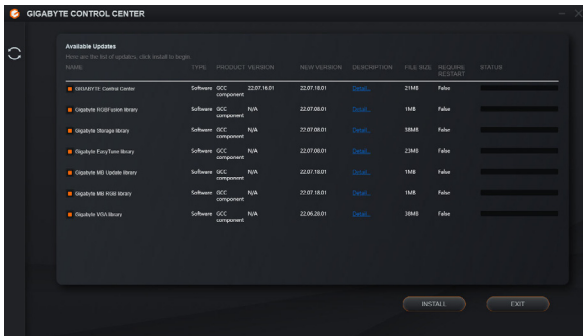 GIGABYTE CONTROL CENTER
Available Updates
Here are the list of updates, click install to begin.
NAME TYPE PRODUCT VERSION NEW VERSION DESCRIPTION FILE SIZE REQUIRE RESTART STATUS
GIGABYTE Control Center Software GCC component 22.07.16.01 22.07.18.01 Detail... 21MB False
Gigabyte RGBFusion library Software GCC component N/A 22.07.08.01 Detail... 1MB False
Gigabyte Storage library Software GCC component N/A 22.07.08.01 Detail... 38MB False
Gigabyte EasyTune library Software GCC component N/A 22.07.08.01 Detail... 23MB False
Gigabyte MB Update library Software GCC component N/A 22.07.18.01 Detail... 1MB False
Gigabyte MB RGB library Software GCC component N/A 22.07.18.01 Detail... 1MB False
Gigabyte VGA library Software GCC component N/A 22.06.28.01 Detail... 30MB False
INSTALL EXIT